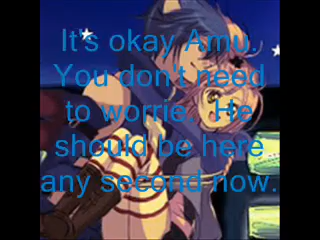 It's okay Amu.
You don't need
to worrie. He
should be here
any second now.